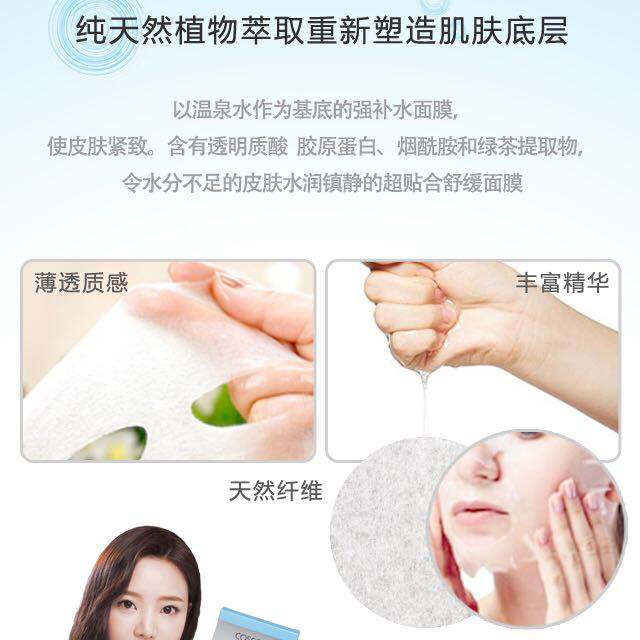 纯天然植物萃取重新塑造肌肤底层
以温泉水作为基底的强补水面膜,
使皮肤紧致。含有透明质酸 胶原蛋白、烟酰胺和绿茶提取物,
令水分不足的皮肤水润镇静的超贴合舒缓面膜
薄透质感
丰富精华
天然纤维